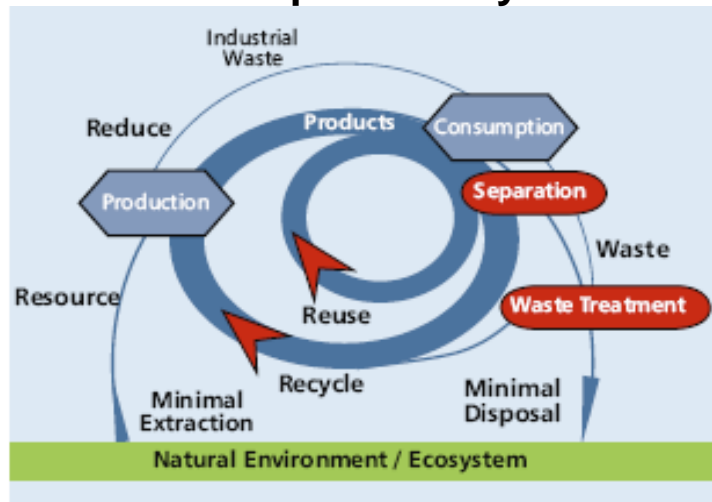 Industrial
Waste
Reduce
Products
Consumption
Production
Separation
Waste
Resource
Reuse
Waste Treatment
Recycle
Minimal
Extraction
Minimal
Disposal
Natural Environment / Ecosystem